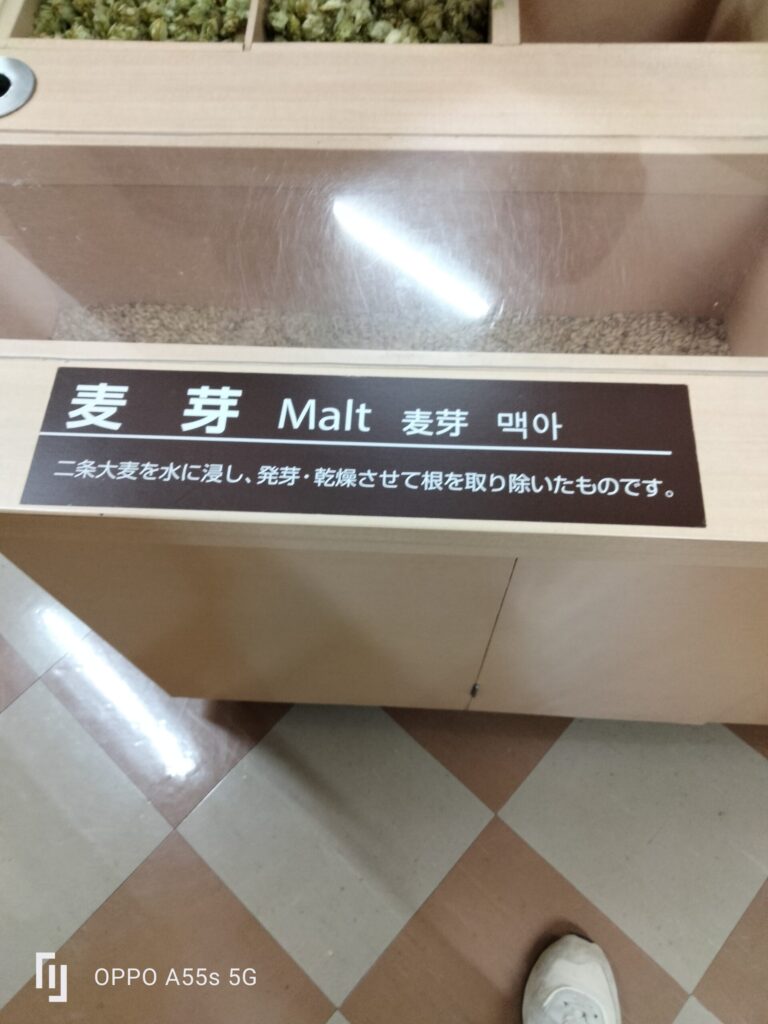 麦 芽 Malt 麦芽 맥아
二条大麦を水に浸し、発芽・乾燥させて根を取り除いたものです。
OPPO A55s 5G